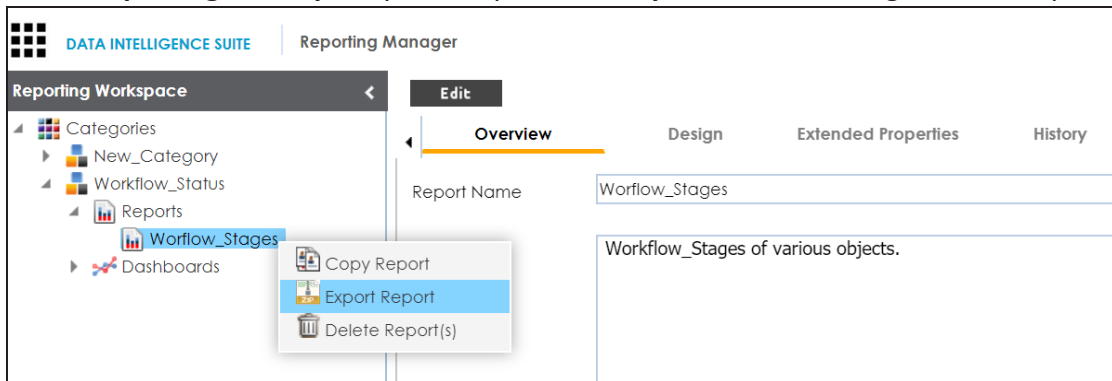 DATA INTELLIGENCE SUITE Reporting Manager
Reporting Workspace
Edit
Categories
New_Category
Workflow_Status
Reports
Worflow_Stages
Dashboards
Copy Report
ZIP Export Report
Delete Report(s)
Overview Design Extended Properties History
Report Name Worflow_Stages
Workflow_Stages of various objects.